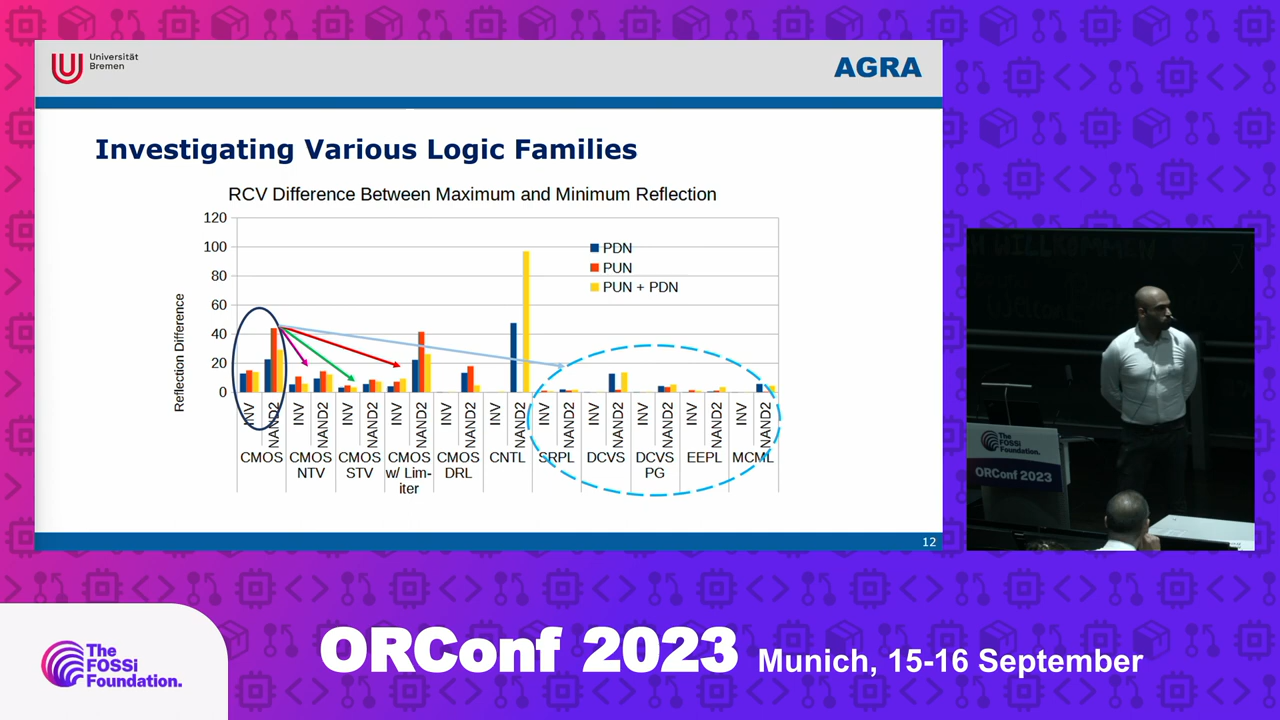 Universität
Bremen
AGRA
Investigating Various Logic Families
RCV Difference Between Maximum and Minimum Reflection
Reflection Difference
120
100
80
60
40
20
0
PDN
PUN
PUN + PDN
INV NAND2 INV NAND2 INV NAND2 INV NAND2 INV NAND2 INV NAND2 INV NAND2 INV NAND2 INV NAND2 INV NAND2 INV NAND2
CMOS CMOS CMOS CMOS CMOS CNTL SRPL DCVS DCVS EEPL MCML
NTV STV w/ Lim- DRL PG
iter
12
The
FOSSi
Foundation.
ORConf 2023
The
FOSSi
Foundation.
ORConf 2023 Munich, 15-16 September